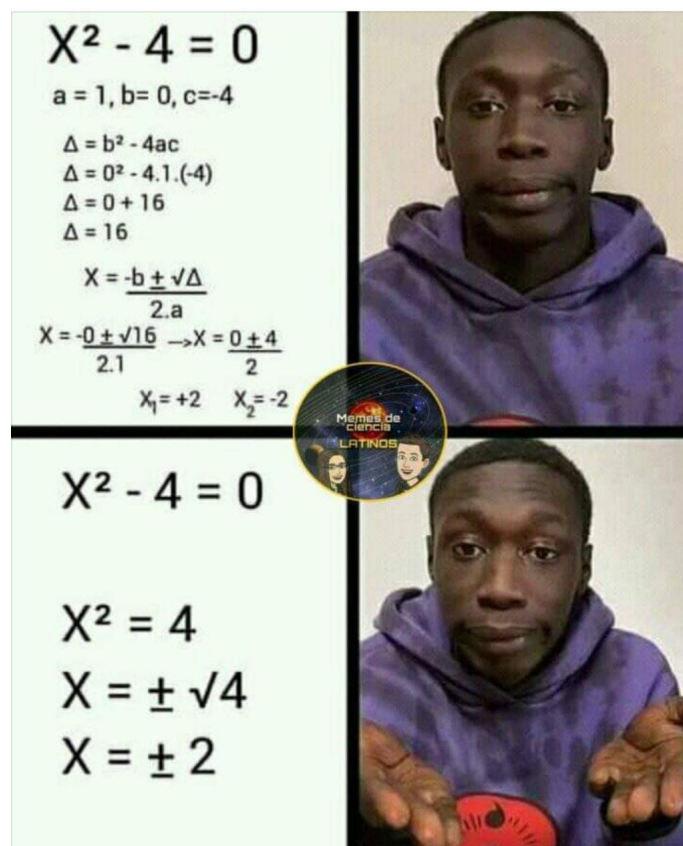 X² - 4 = 0
a = 1, b= 0, c=-4
Δ = b² - 4ac
Δ = 0² - 4.1.(-4)
Δ = 0 + 16
Δ = 16
X = -b ± √Δ
2.a
X = -0 ± √16 -->X = 0 ± 4
2.1 2
X₁= +2 X₂= -2
Memes de
ciencia
LATINOS
X² - 4 = 0
X² = 4
X = ± √4
X = ± 2